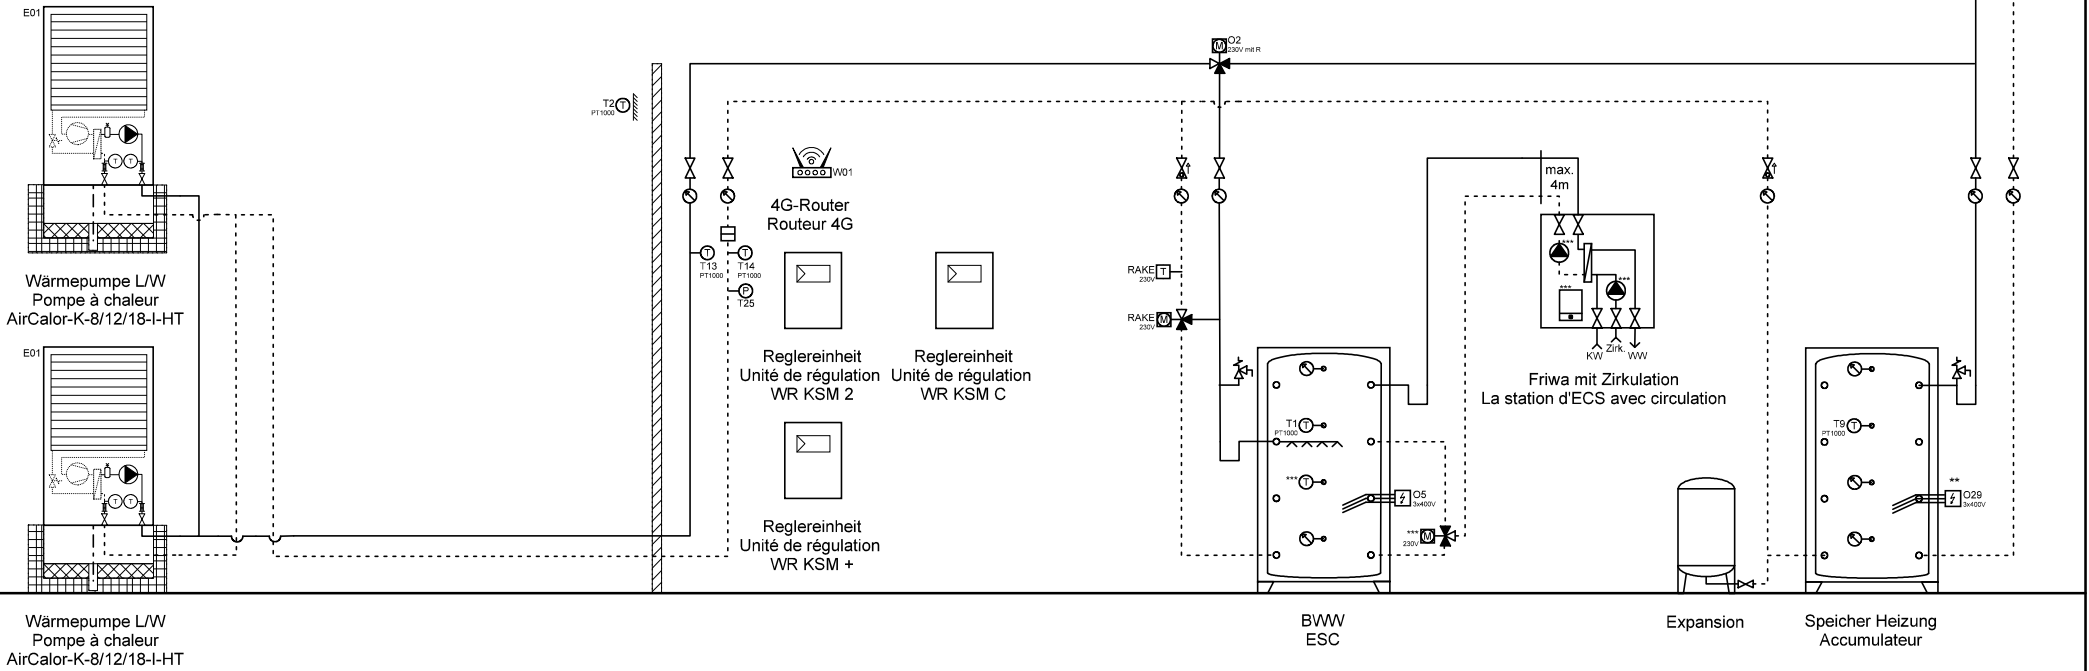 E01
T
T
Wärmepumpe L/W
Pompe à chaleur
AirCalor-K-8/12/18-I-HT
E01
T
T
Wärmepumpe L/W
Pompe à chaleur
AirCalor-K-8/12/18-I-HT
T2
PT1000
T
T
T13
PT1000
T
T14
PT1000
P
T25
W01
4G-Router
Routeur 4G
Reglereinheit
Unité de régulation
WR KSM 2
Reglereinheit
Unité de régulation
WR KSM C
Reglereinheit
Unité de régulation
WR KSM +
M
O2
230V mit R
RAKE
230V
T
RAKE
230V
M
T1
PT1000
T
***
T
O5
3x400V
***
230V
M
BWW
ESC
max.
4m
***
***
***
KW
Zirk.
WW
Friwa mit Zirkulation
La station d'ECS avec circulation
Expansion
T9
PT1000
T
**
O29
3x400V
Speicher Heizung
Accumulateur